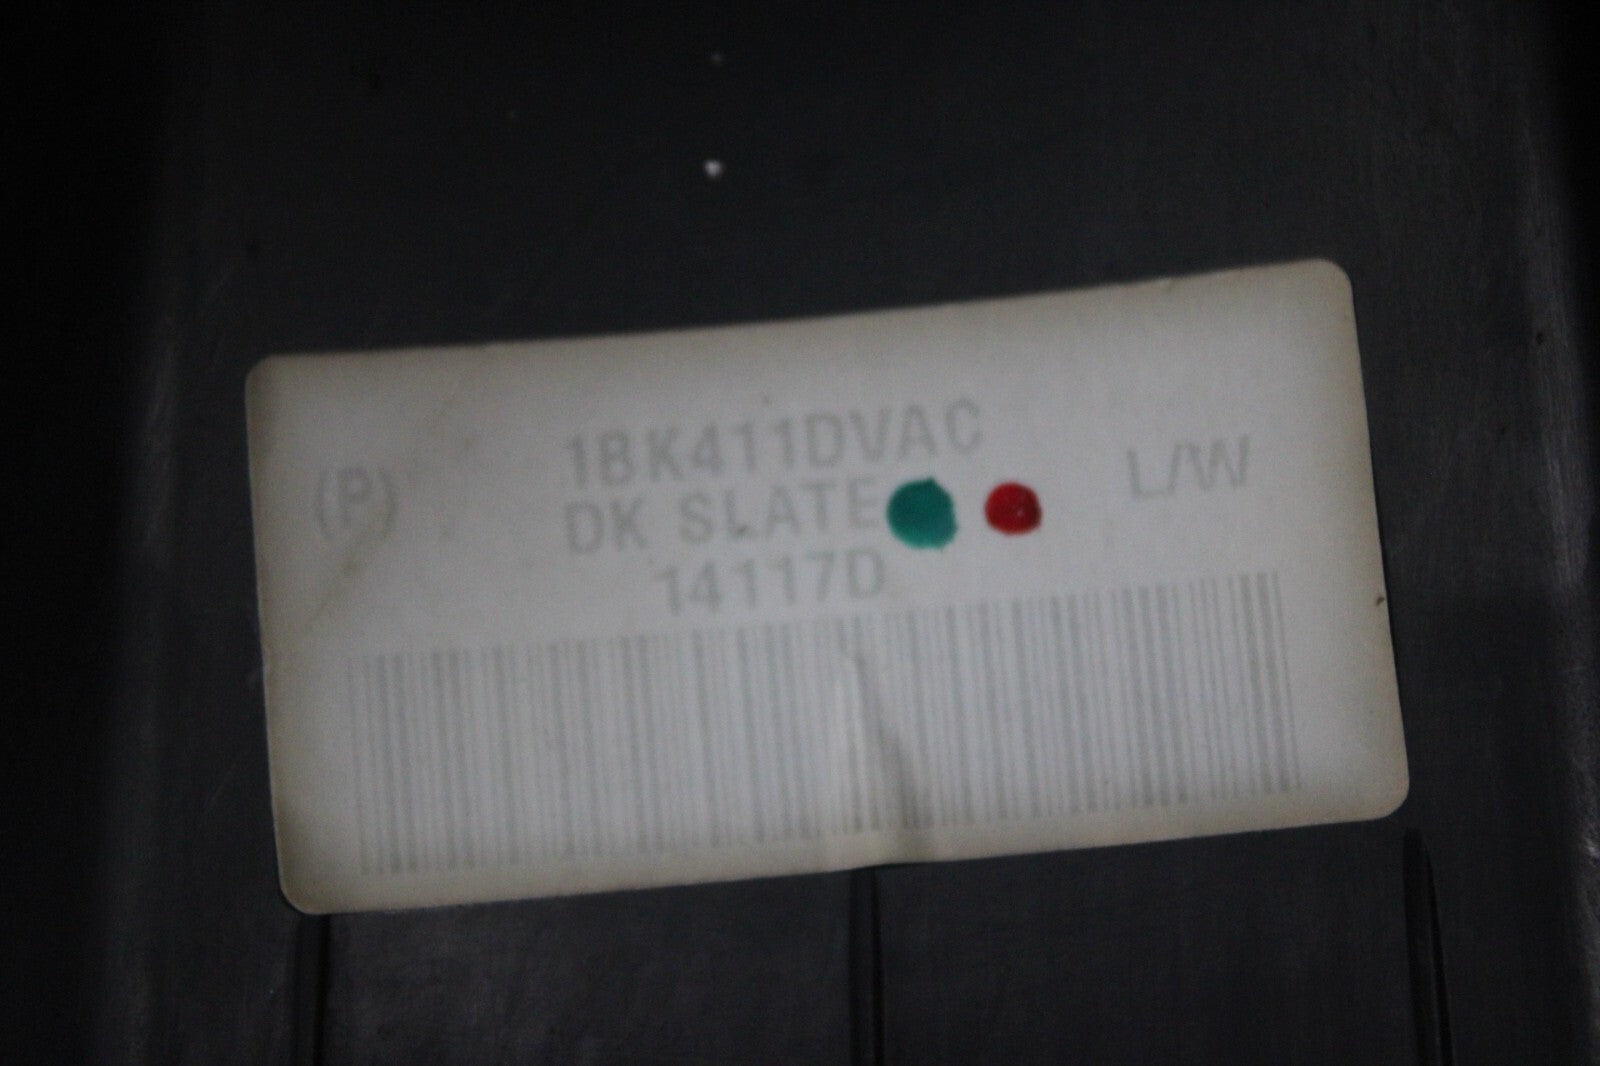 1BK411DVAC
(P) DK SLATE L/W
14117D